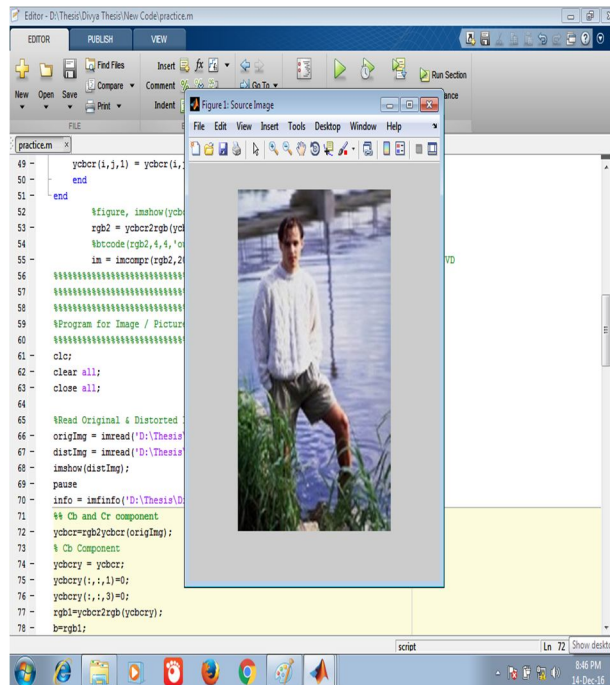 Editor - D:\Thesis\Divya Thesis\New Code\practice.m
EDITOR PUBLISH VIEW
New Open Save
Find Files
Compare
Print
Insert fx
Comment
Indent
Go To
Run Section
FILE
practice.m ×
Figure 1: Source Image
File Edit View Insert Tools Desktop Window Help
49 - ycbcr(i,j,1) = ycbcr(i,
50 - end
51 - end
52 %figure, imshow(ycb
53 - rgb2 = ycbcr2rgb(ycb
54 %btcode(rgb2,4,4,'o
55 - im = imcompr(rgb2,20 VD
56 %%%%%%%%%%%%%%%%%%%%%%%%%%%
57 %%%%%%%%%%%%%%%%%%%%%%%%%%%
58 %%%%%%%%%%%%%%%%%%%%%%%%%%%
59 %Program for Image / Picture
60 %%%%%%%%%%%%%%%%%%%%%%%%%%%
61 - clc;
62 - clear all;
63 - close all;
64
65 %Read Original & Distorted
66 - origImg = imread('D:\Thesis\
67 - distImg = imread('D:\Thesis\
68 - imshow(distImg);
69 - pause
70 - info = imfinfo('D:\Thesis\D
71 %% Cb and Cr component
72 - ycbcr=rgb2ycbcr(origImg);
73 % Cb Component
74 - ycbcry = ycbcr;
75 - ycbcry(:,:,1)=0;
76 - ycbcry(:,:,3)=0;
77 - rgb1=ycbcr2rgb(ycbcry);
78 - b=rgb1;
script Ln 72
Show deskt
8:46 PM
14-Dec-16